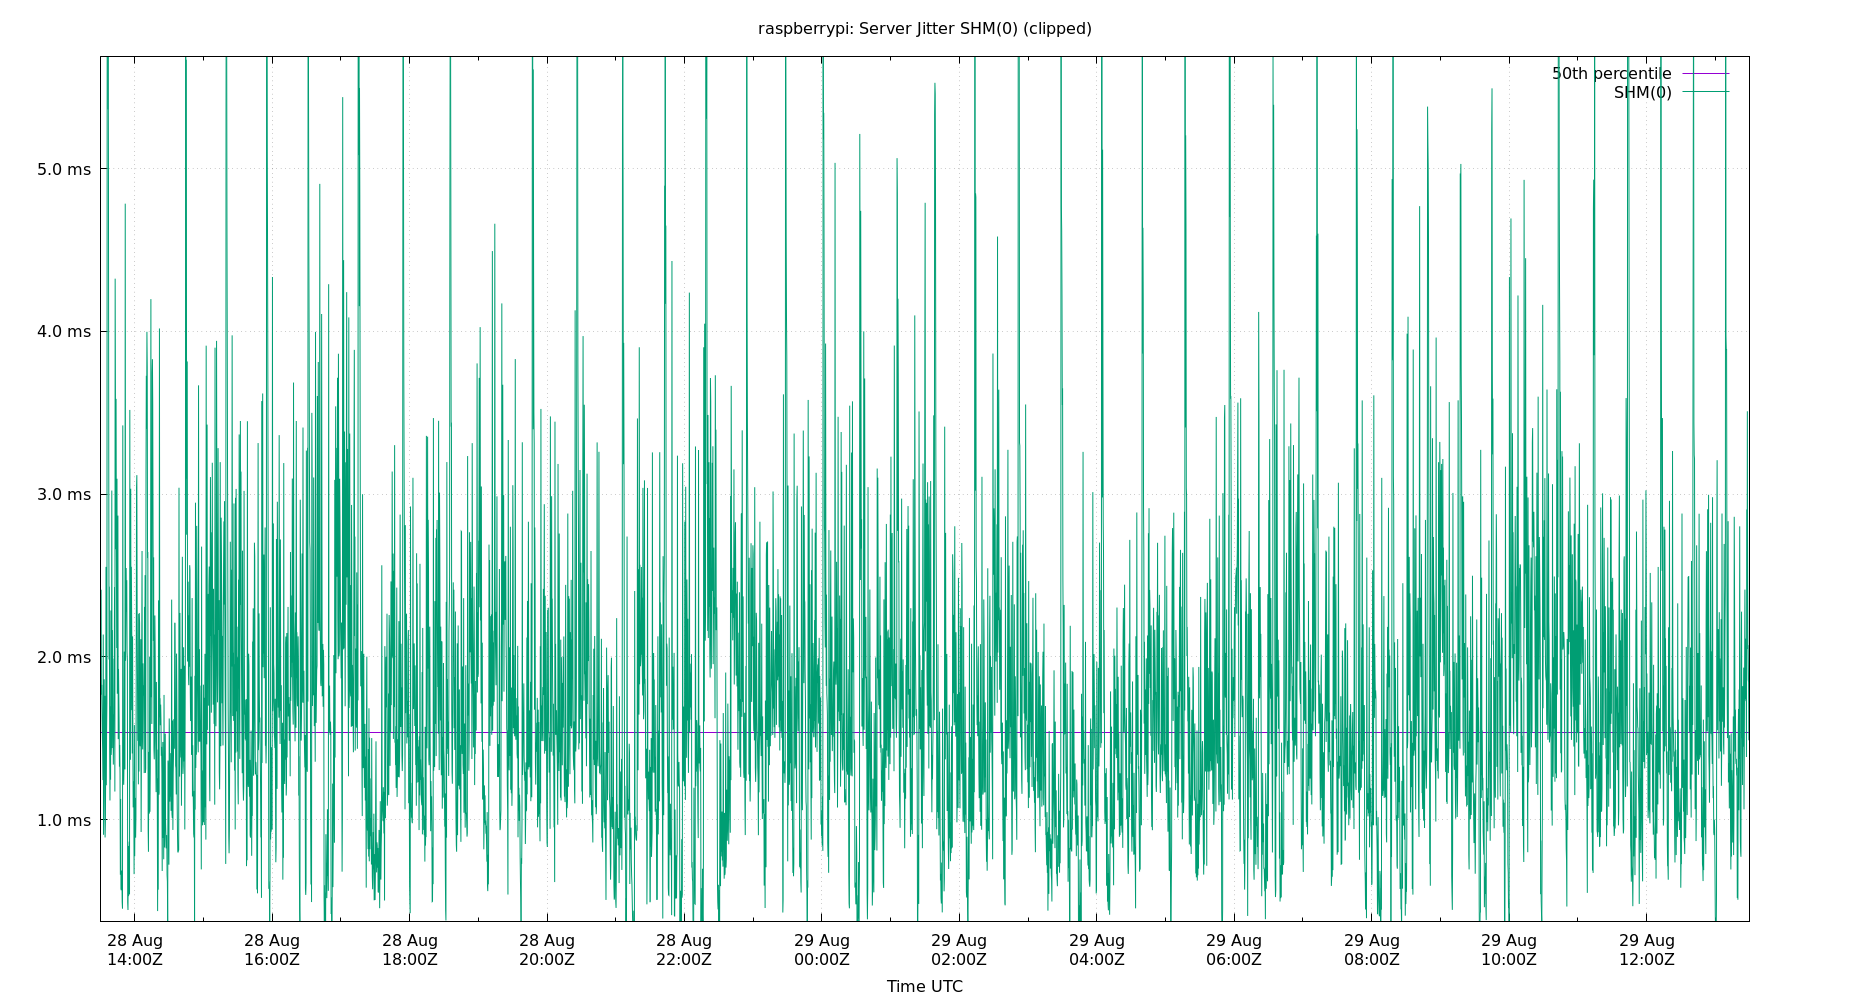 raspberrypi: Server Jitter SHM(0) (clipped)
50th percentile
SHM(0)
5.0 ms
4.0 ms
3.0 ms
2.0 ms
1.0 ms
28 Aug 28 Aug 28 Aug 28 Aug 28 Aug 29 Aug 29 Aug 29 Aug 29 Aug 29 Aug 29 Aug 29 Aug
14:00Z 16:00Z 18:00Z 20:00Z 22:00Z 00:00Z 02:00Z 04:00Z 06:00Z 08:00Z 10:00Z 12:00Z
Time UTC